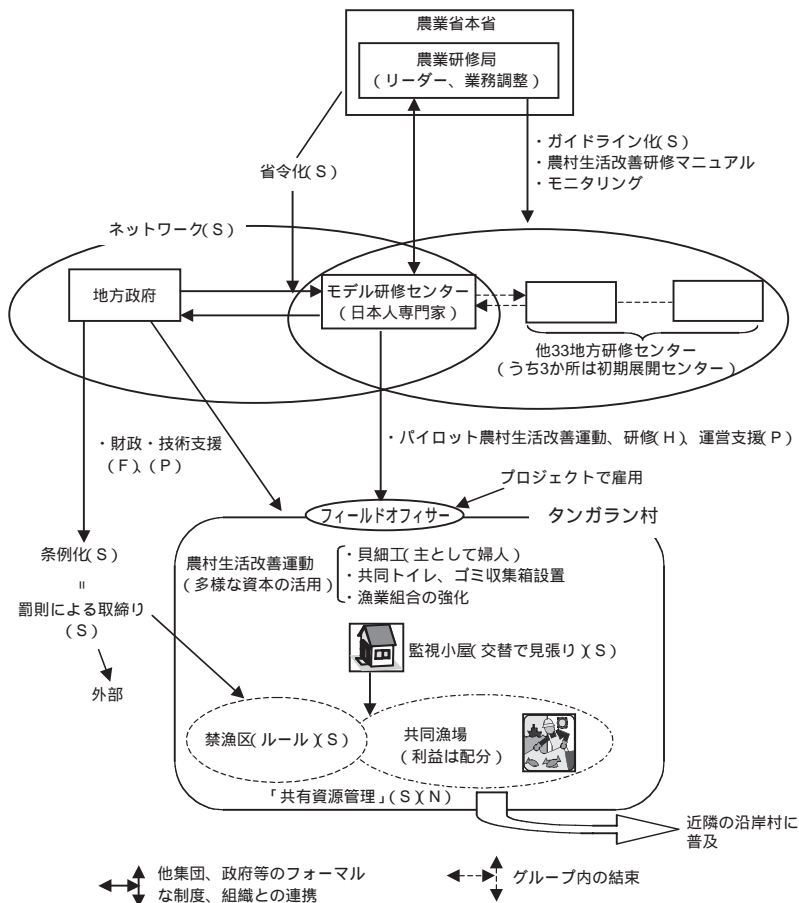 農業省本省
農業研修局
(リーダー、業務調整)
・ガイドライン化(S)
・農村生活改善研修マニュアル
・モニタリング
省令化(S)
ネットワーク(S)
地方政府
モデル研修センター
(日本人専門家)
他33地方研修センター
(うち3か所は初期展開センター)
・財政・技術支援
(F)、(P)
・パイロット農村生活改善運動、研修(H)、運営支援(P)
プロジェクトで雇用
フィールドオフィサー
タンガラン村
条例化(S)
=
罰則による取締り
(S)
外部
農村生活改善運動
(多様な資本の活用)
・貝細工(主として婦人)
・共同トイレ、ゴミ収集箱設置
・漁業組合の強化
監視小屋(交替で見張り)(S)
禁漁区(ルール)(S)
共同漁場
(利益は配分)
「共有資源管理」(S)(N)
近隣の沿岸村に
普及
他集団、政府等のフォーマル
な制度、組織との連携
グループ内の結束